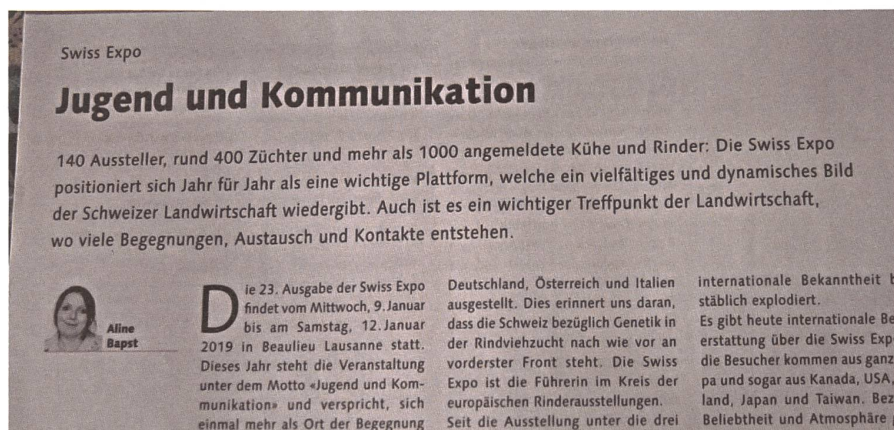 Swiss Expo
Jugend und Kommunikation
140 Aussteller, rund 400 Züchter und mehr als 1000 angemeldete Kühe und Rinder: Die Swiss Expo
positioniert sich Jahr für Jahr als eine wichtige Plattform, welche ein vielfältiges und dynamisches Bild
der Schweizer Landwirtschaft wiedergibt. Auch ist es ein wichtiger Treffpunkt der Landwirtschaft,
wo viele Begegnungen, Austausch und Kontakte entstehen.
Aline
Bapst
Die 23. Ausgabe der Swiss Expo
findet vom Mittwoch, 9. Januar
bis am Samstag, 12. Januar
2019 in Beaulieu Lausanne statt.
Dieses Jahr steht die Veranstaltung
unter dem Motto «Jugend und Kom-
munikation» und verspricht, sich
einmal mehr als Ort der Begegnung
Deutschland, Österreich und Italien
ausgestellt. Dies erinnert uns daran,
dass die Schweiz bezüglich Genetik in
der Rindviehzucht nach wie vor an
vorderster Front steht. Die Swiss
Expo ist die Führerin im Kreis der
europäischen Rinderausstellungen.
Seit die Ausstellung unter die drei
internationale Bekanntheit
stäblich explodiert.
Es gibt heute internationale Be
erstattung über die Swiss Exp
die Besucher kommen aus ganz
pa und sogar aus Kanada, USA,
land, Japan und Taiwan. Bez
Beliebtheit und Atmosphäre